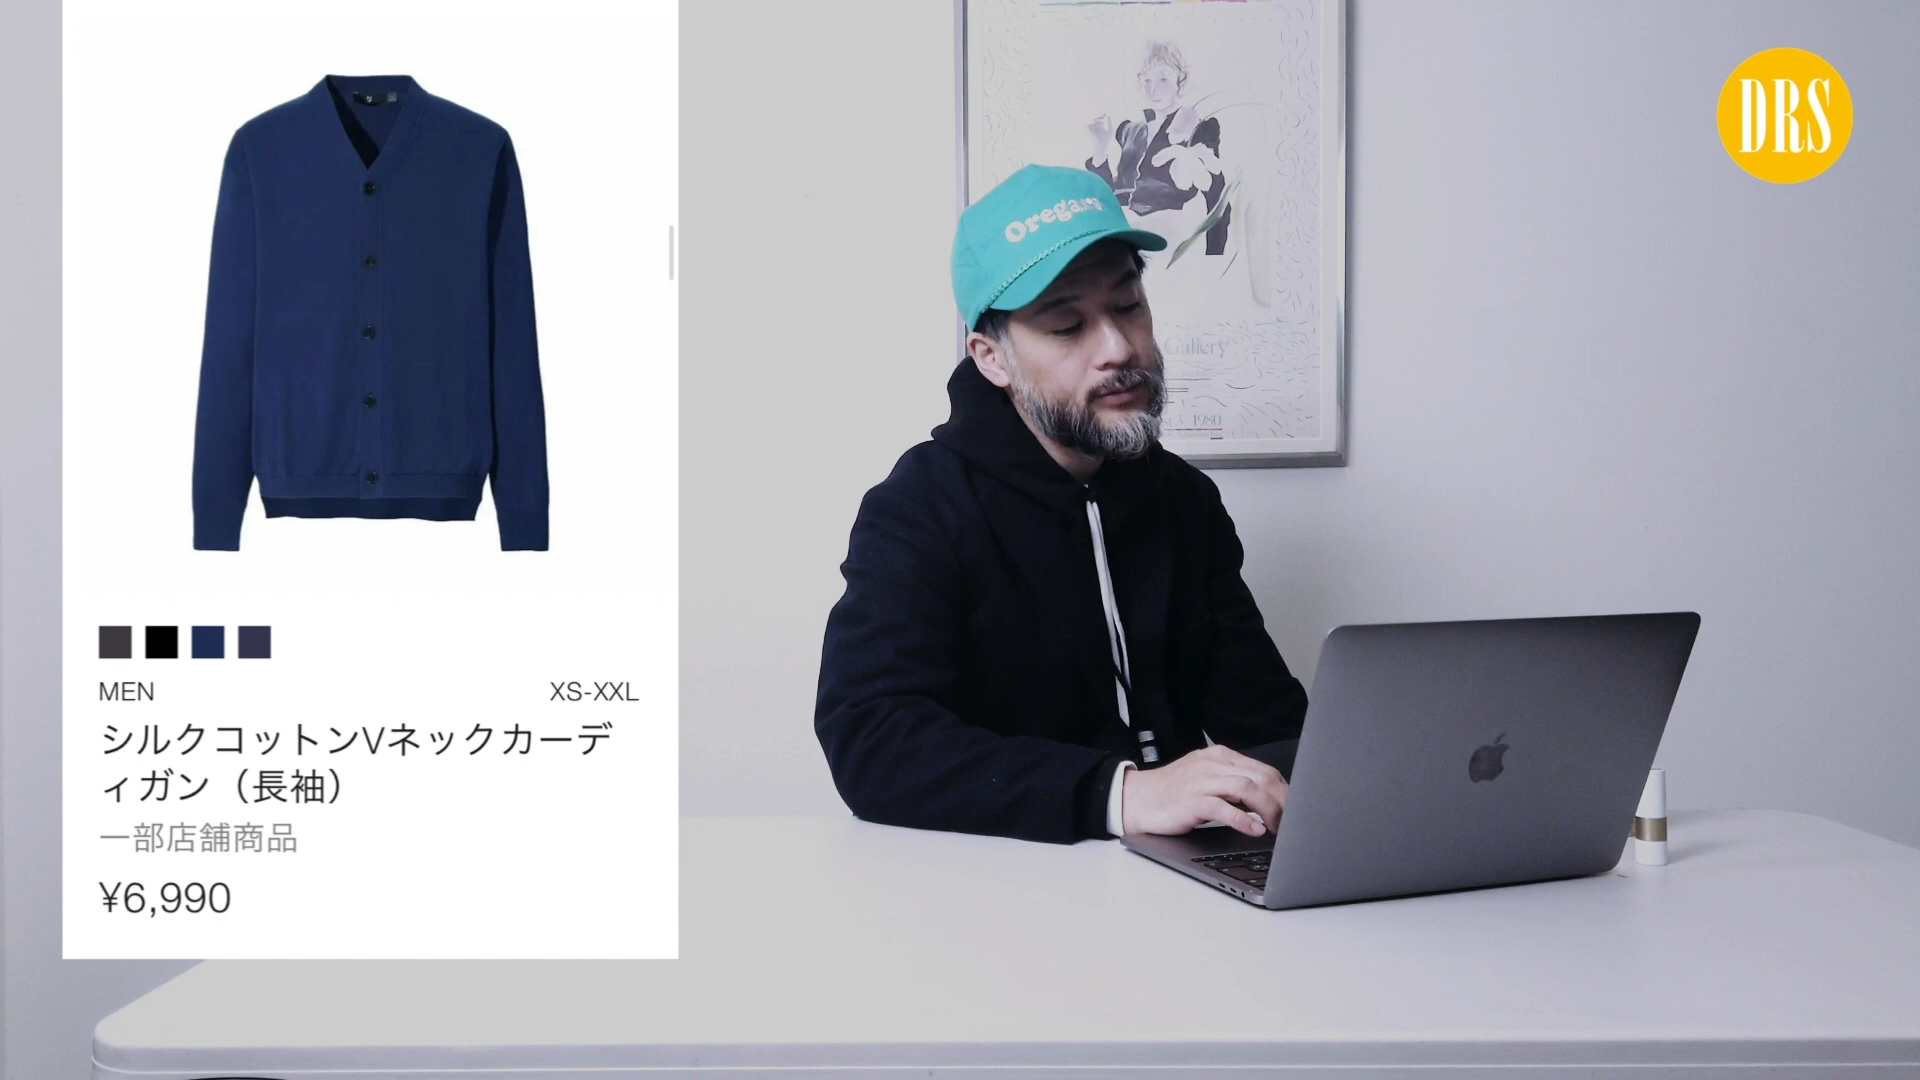 MEN
XS-XXL
シルクコットンVネックカーデ
ィガン（長袖）
一部店舗商品
¥6,990
Gallery
1980
DRS